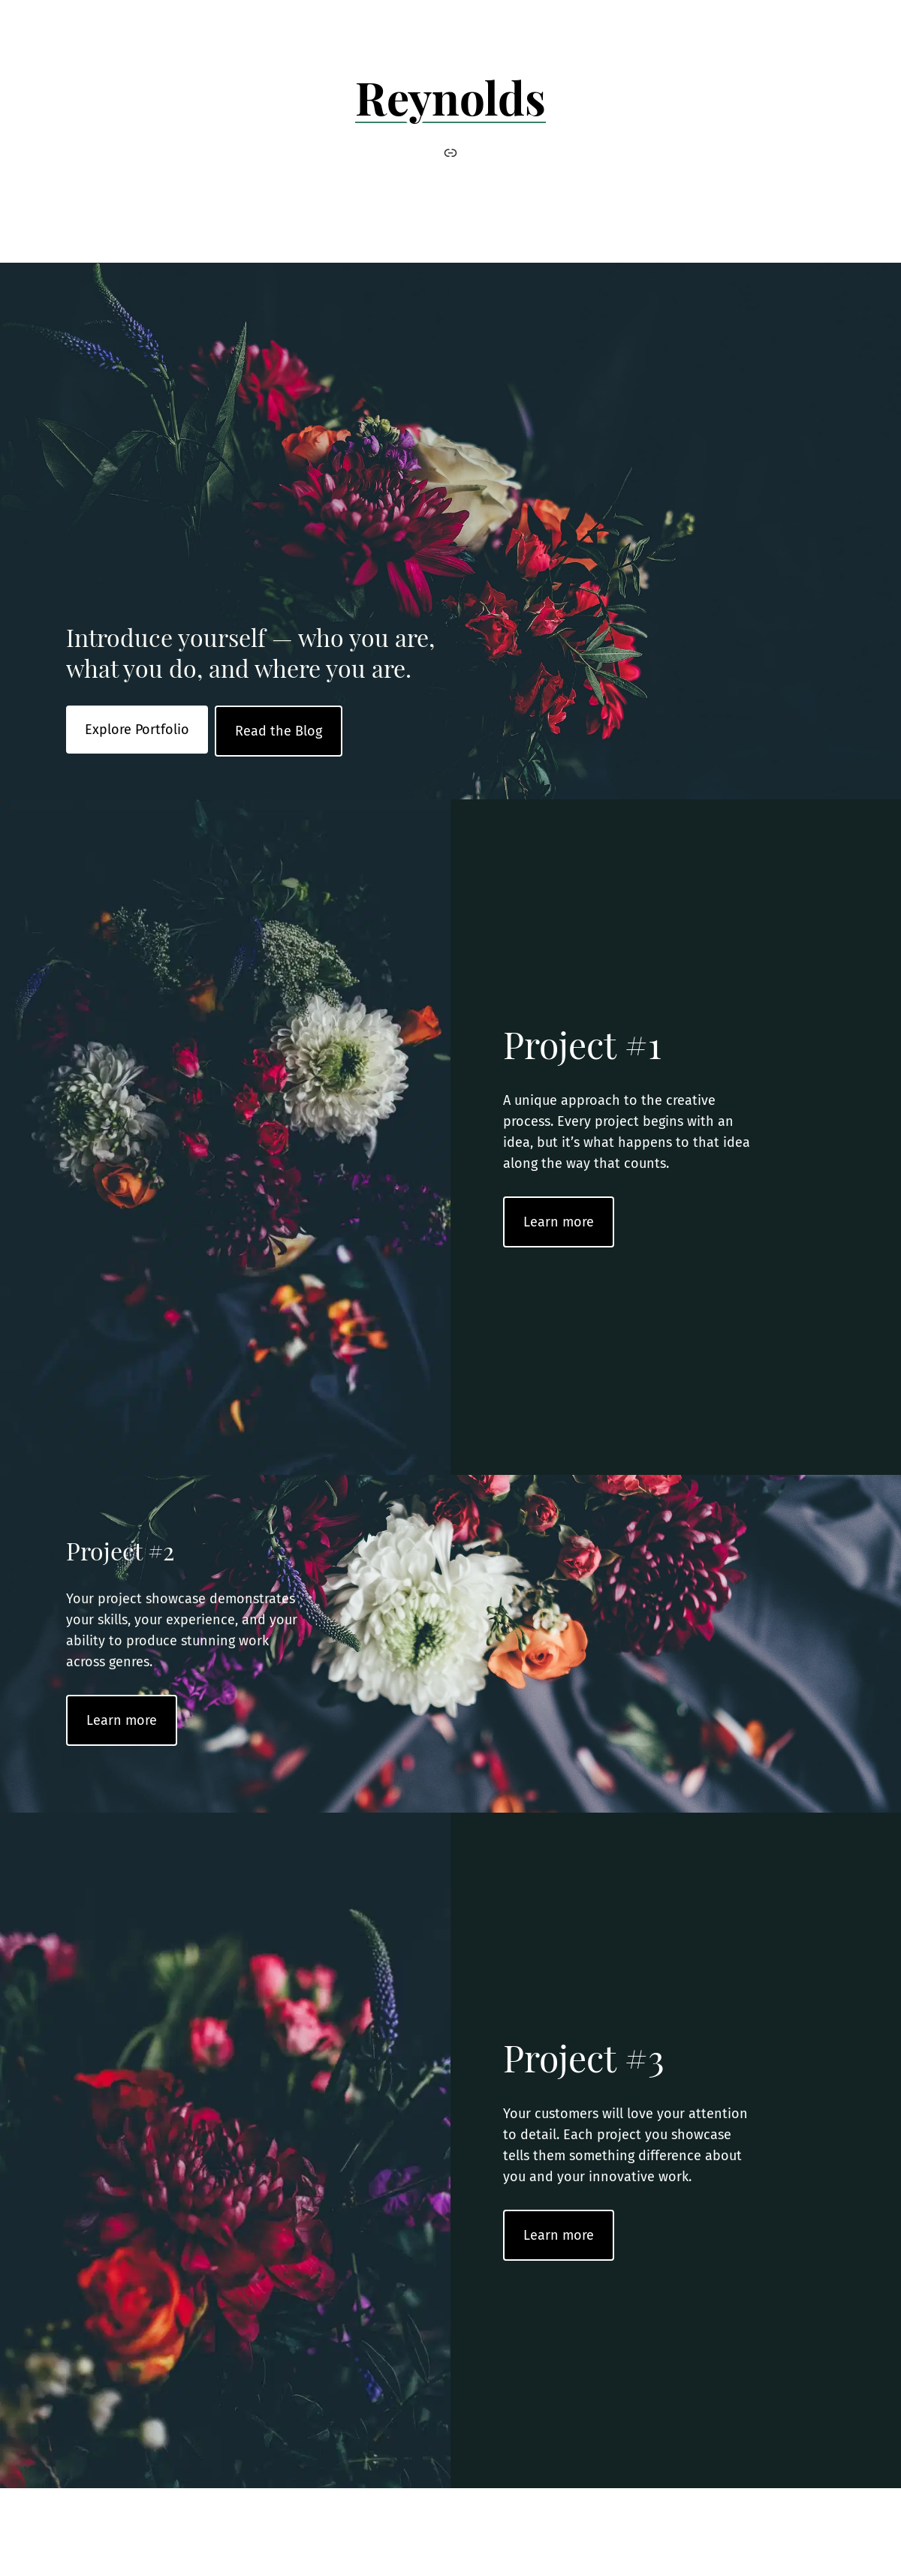 Reynolds
Introduce yourself — who you are,
what you do, and where you are.
Explore Portfolio
Read the Blog
Project #1
A unique approach to the creative
process. Every project begins with an
idea, but it’s what happens to that idea
along the way that counts.
Learn more
Project #2
Your project showcase demonstrates
your skills, your experience, and your
ability to produce stunning work
across genres.
Learn more
Project #3
Your customers will love your attention
to detail. Each project you showcase
tells them something difference about
you and your innovative work.
Learn more